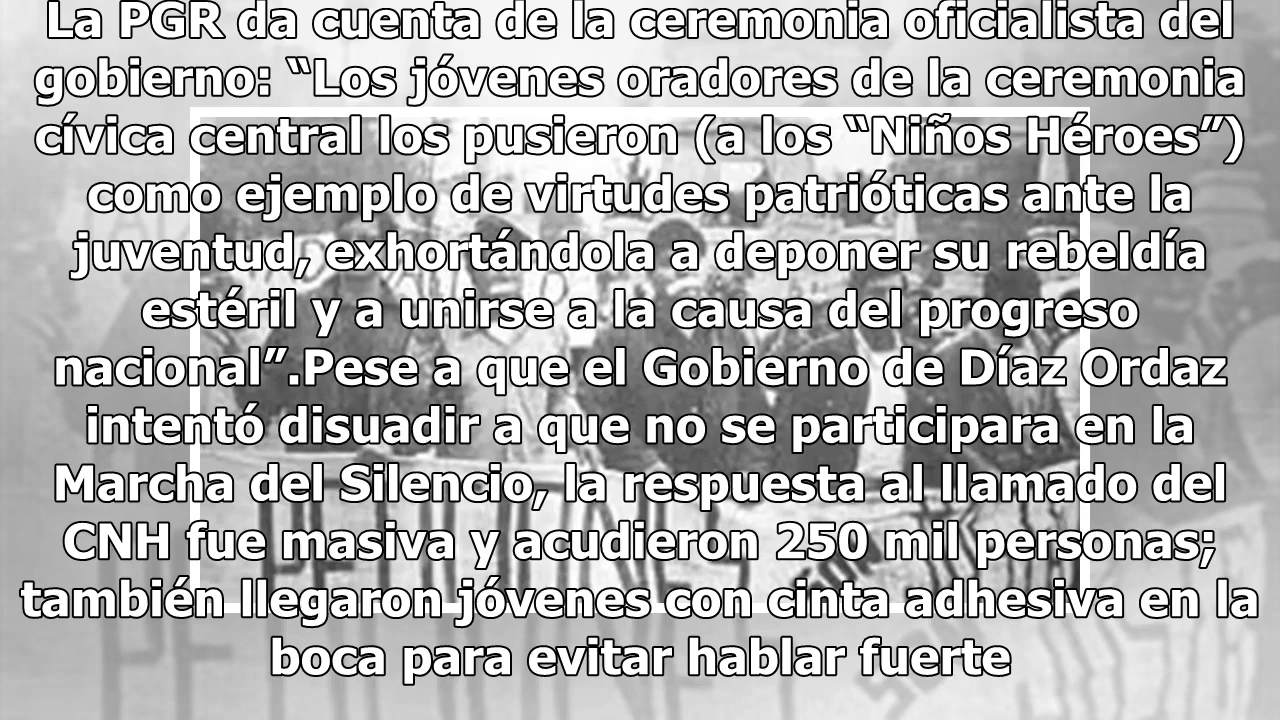 La PGR da cuenta de la ceremonia oficialista del
gobierno: “Los jóvenes oradores de la ceremonia
cívica central los pusieron (a los “Niños Héroes”)
como ejemplo de virtudes patrióticas ante la
juventud, exhortándola a deponer su rebeldía
estéril y a unirse a la causa del progreso
nacional”.Pese a que el Gobierno de Díaz Ordaz
intentó disuadir a que no se participara en la
Marcha del Silencio, la respuesta al llamado del
CNH fue masiva y acudieron 250 mil personas;
también llegaron jóvenes con cinta adhesiva en la
boca para evitar hablar fuerte